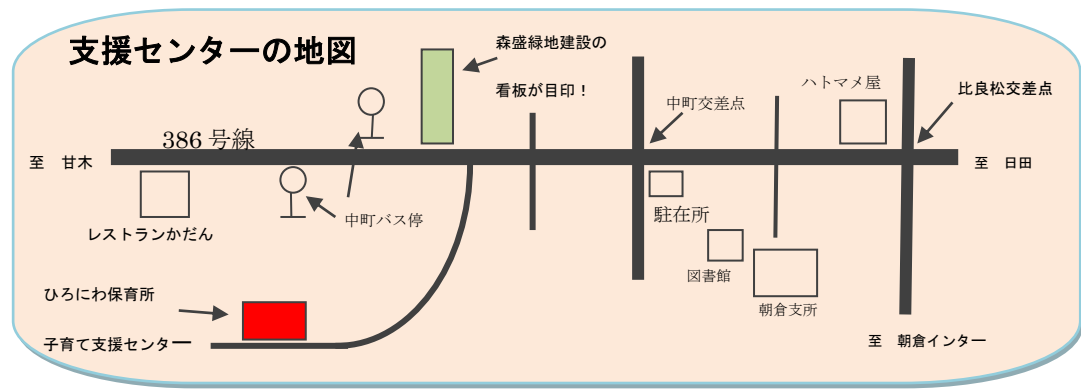 支援センターの地図
森盛緑地建設の
看板が目印！
ハトマメ屋
比良松交差点
中町交差点
386 号線
至　甘木
至　日田
中町バス停
駐在所
レストランかだん
図書館
朝倉支所
ひろにわ保育所
子育て支援センター
至　朝倉インター